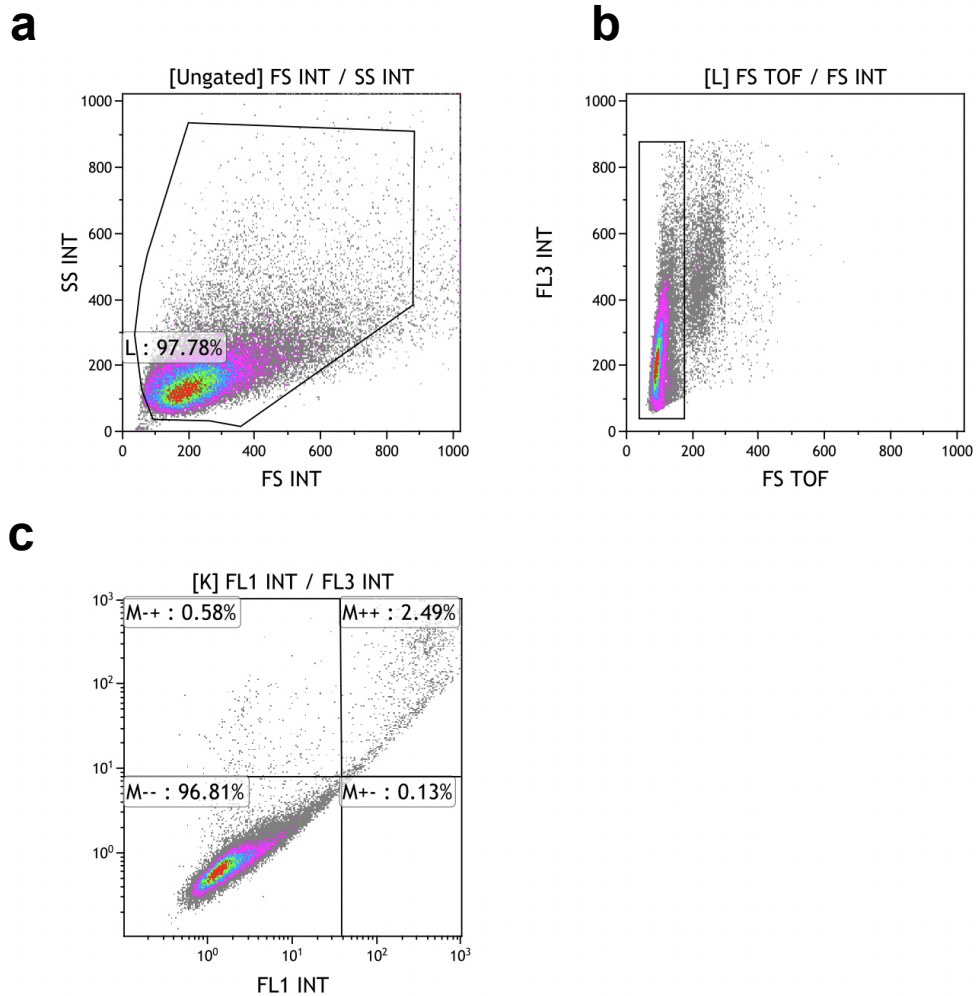 a
b
[Ungated] FS INT / SS INT
[L] FS TOF / FS INT
1000
800
600
400
200
0
SS INT
L : 97.78%
0 200 400 600 800 1000
FS INT
1000
800
600
400
200
0
FL3 INT
0 200 400 600 800 1000
FS TOF
c
[K] FL1 INT / FL3 INT
M-+ : 0.58%
M++ : 2.49%
M-- : 96.81%
M+- : 0.13%
10³
10²
10¹
10⁰
10⁰ 10¹ 10² 10³
FL1 INT